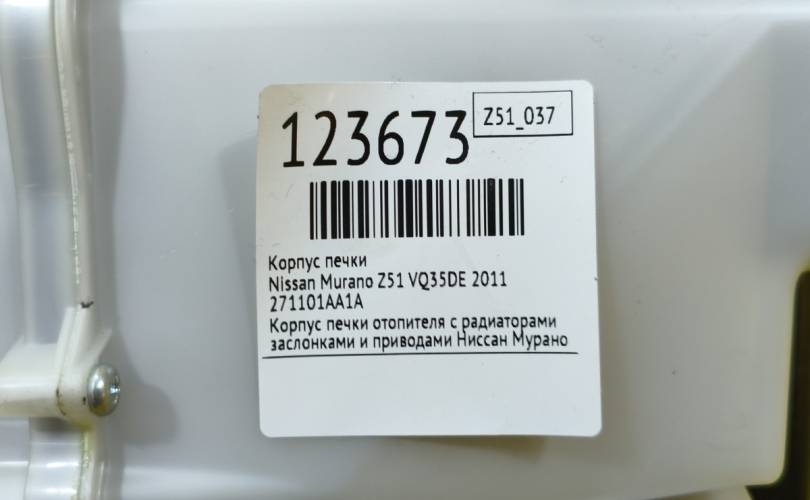 123673
Z51_037
Корпус печки
Nissan Murano Z51 VQ35DE 2011
271101AA1A
Корпус печки отопителя с радиаторами
заслонками и приводами Ниссан Мурано